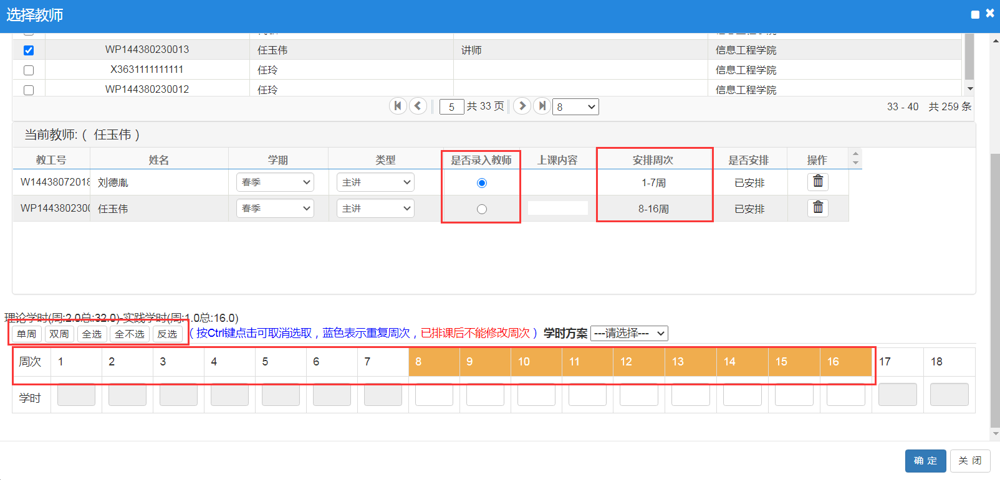 选择教师
WP144380230013 任玉伟 讲师 信息工程学院
X3631111111111 任玲 信息工程学院
WP144380230012 任玲 信息工程学院
5 共 33 页 8 33 - 40 共 259 条
当前教师: ( 任玉伟 )
教工号 姓名 学期 类型 是否录入教师 上课内容 安排周次 是否安排 操作
W14438072018 刘德胤 春季 主讲 1-7周 已安排
WP1443802300 任玉伟 春季 主讲 8-16周 已安排
理论学时(周:2.0总:32.0)-实践学时(周:1.0总:16.0)
单周 双周 全选 全不选 反选 (按Ctrl键点击可取消选取，蓝色表示重复周次，已排课后不能修改周次) 学时方案 ---请选择---
周次 1 2 3 4 5 6 7 8 9 10 11 12 13 14 15 16 17 18
学时
确 定 关 闭